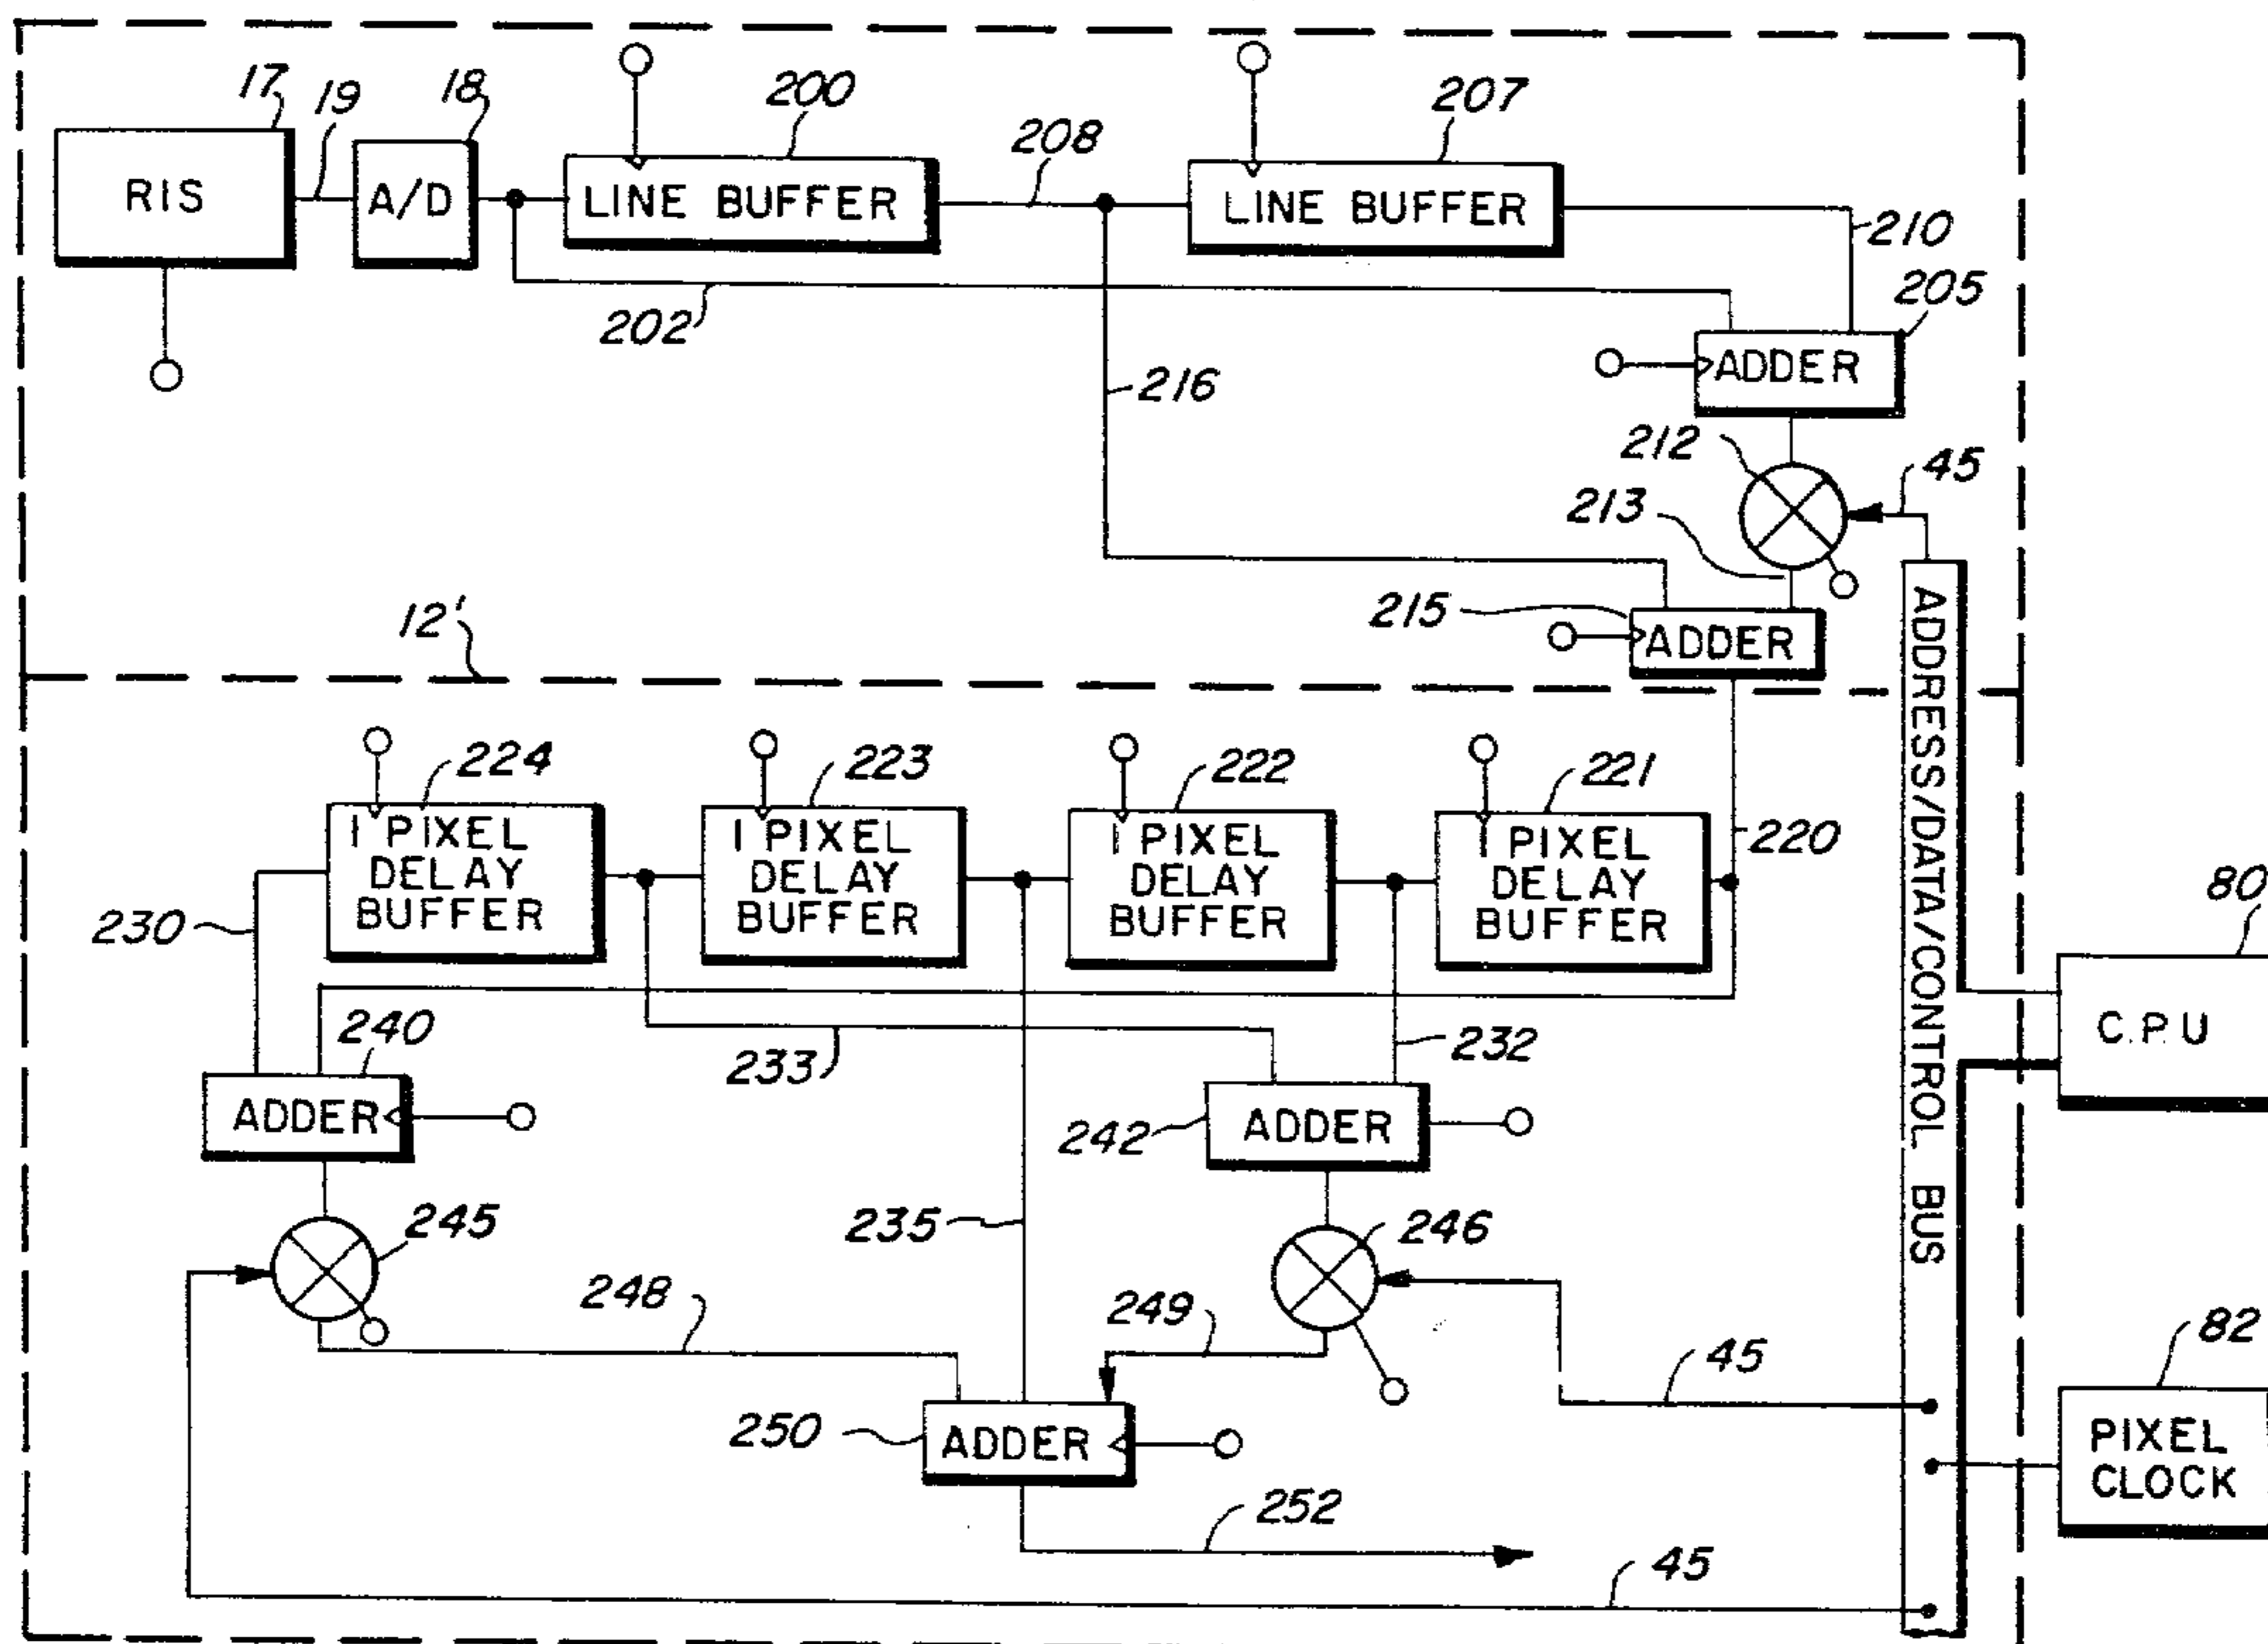 17
19
18
200
207
208
RIS
A/D
LINE BUFFER
LINE BUFFER
210
202
205
216
ADDER
212
45
213
215
ADDER
12'
ADDRESS/DATA/CONTROL BUS
224
223
222
221
1 PIXEL
DELAY
BUFFER
1 PIXEL
DELAY
BUFFER
1 PIXEL
DELAY
BUFFER
1 PIXEL
DELAY
BUFFER
220
80
230
240
233
232
C.P.U
ADDER
242
ADDER
245
235
246
248
249
45
82
250
ADDER
PIXEL
CLOCK
252
45